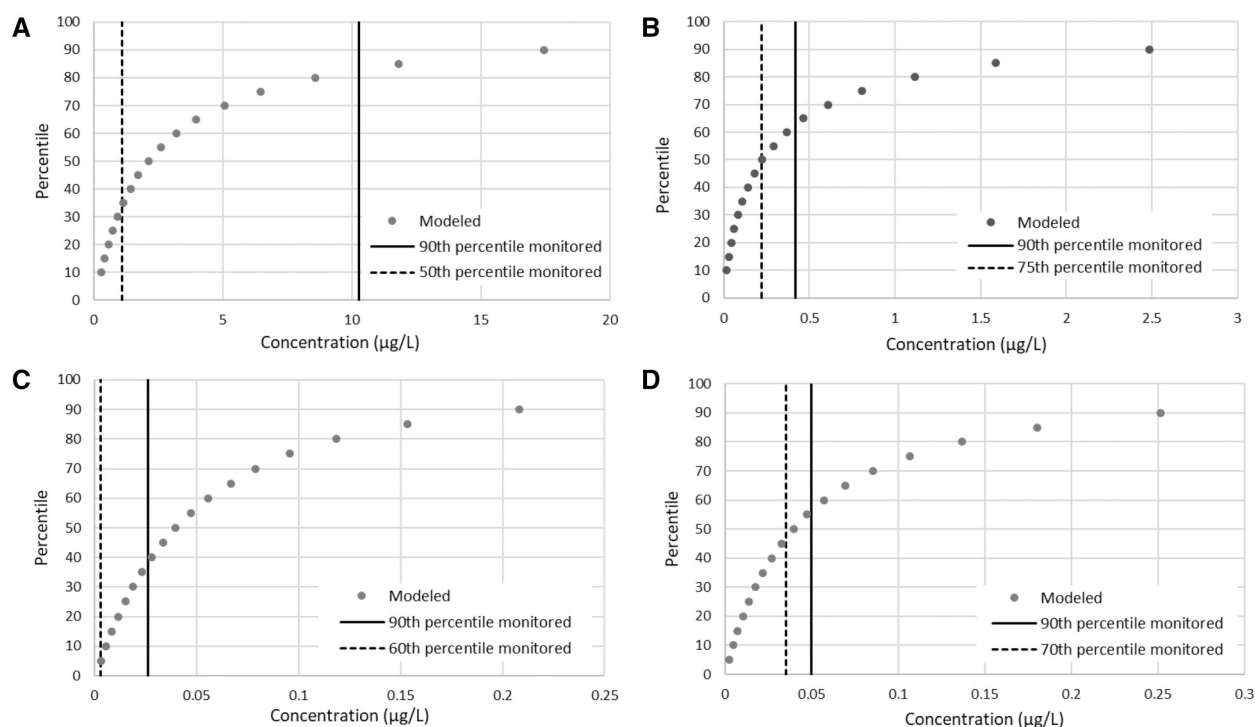 A
100
90
80
70
60
50
40
30
20
10
0
Percentile
Modeled
90th percentile monitored
50th percentile monitored
0 5 10 15 20
Concentration (µg/L)
B
100
90
80
70
60
50
40
30
20
10
0
Percentile
Modeled
90th percentile monitored
75th percentile monitored
0 0.5 1 1.5 2 2.5 3
Concentration (µg/L)
C
100
90
80
70
60
50
40
30
20
10
0
Percentile
Modeled
90th percentile monitored
60th percentile monitored
0 0.05 0.1 0.15 0.2 0.25
Concentration (µg/L)
D
100
90
80
70
60
50
40
30
20
10
0
Percentile
Modeled
90th percentile monitored
70th percentile monitored
0 0.05 0.1 0.15 0.2 0.25 0.3
Concentration (µg/L)